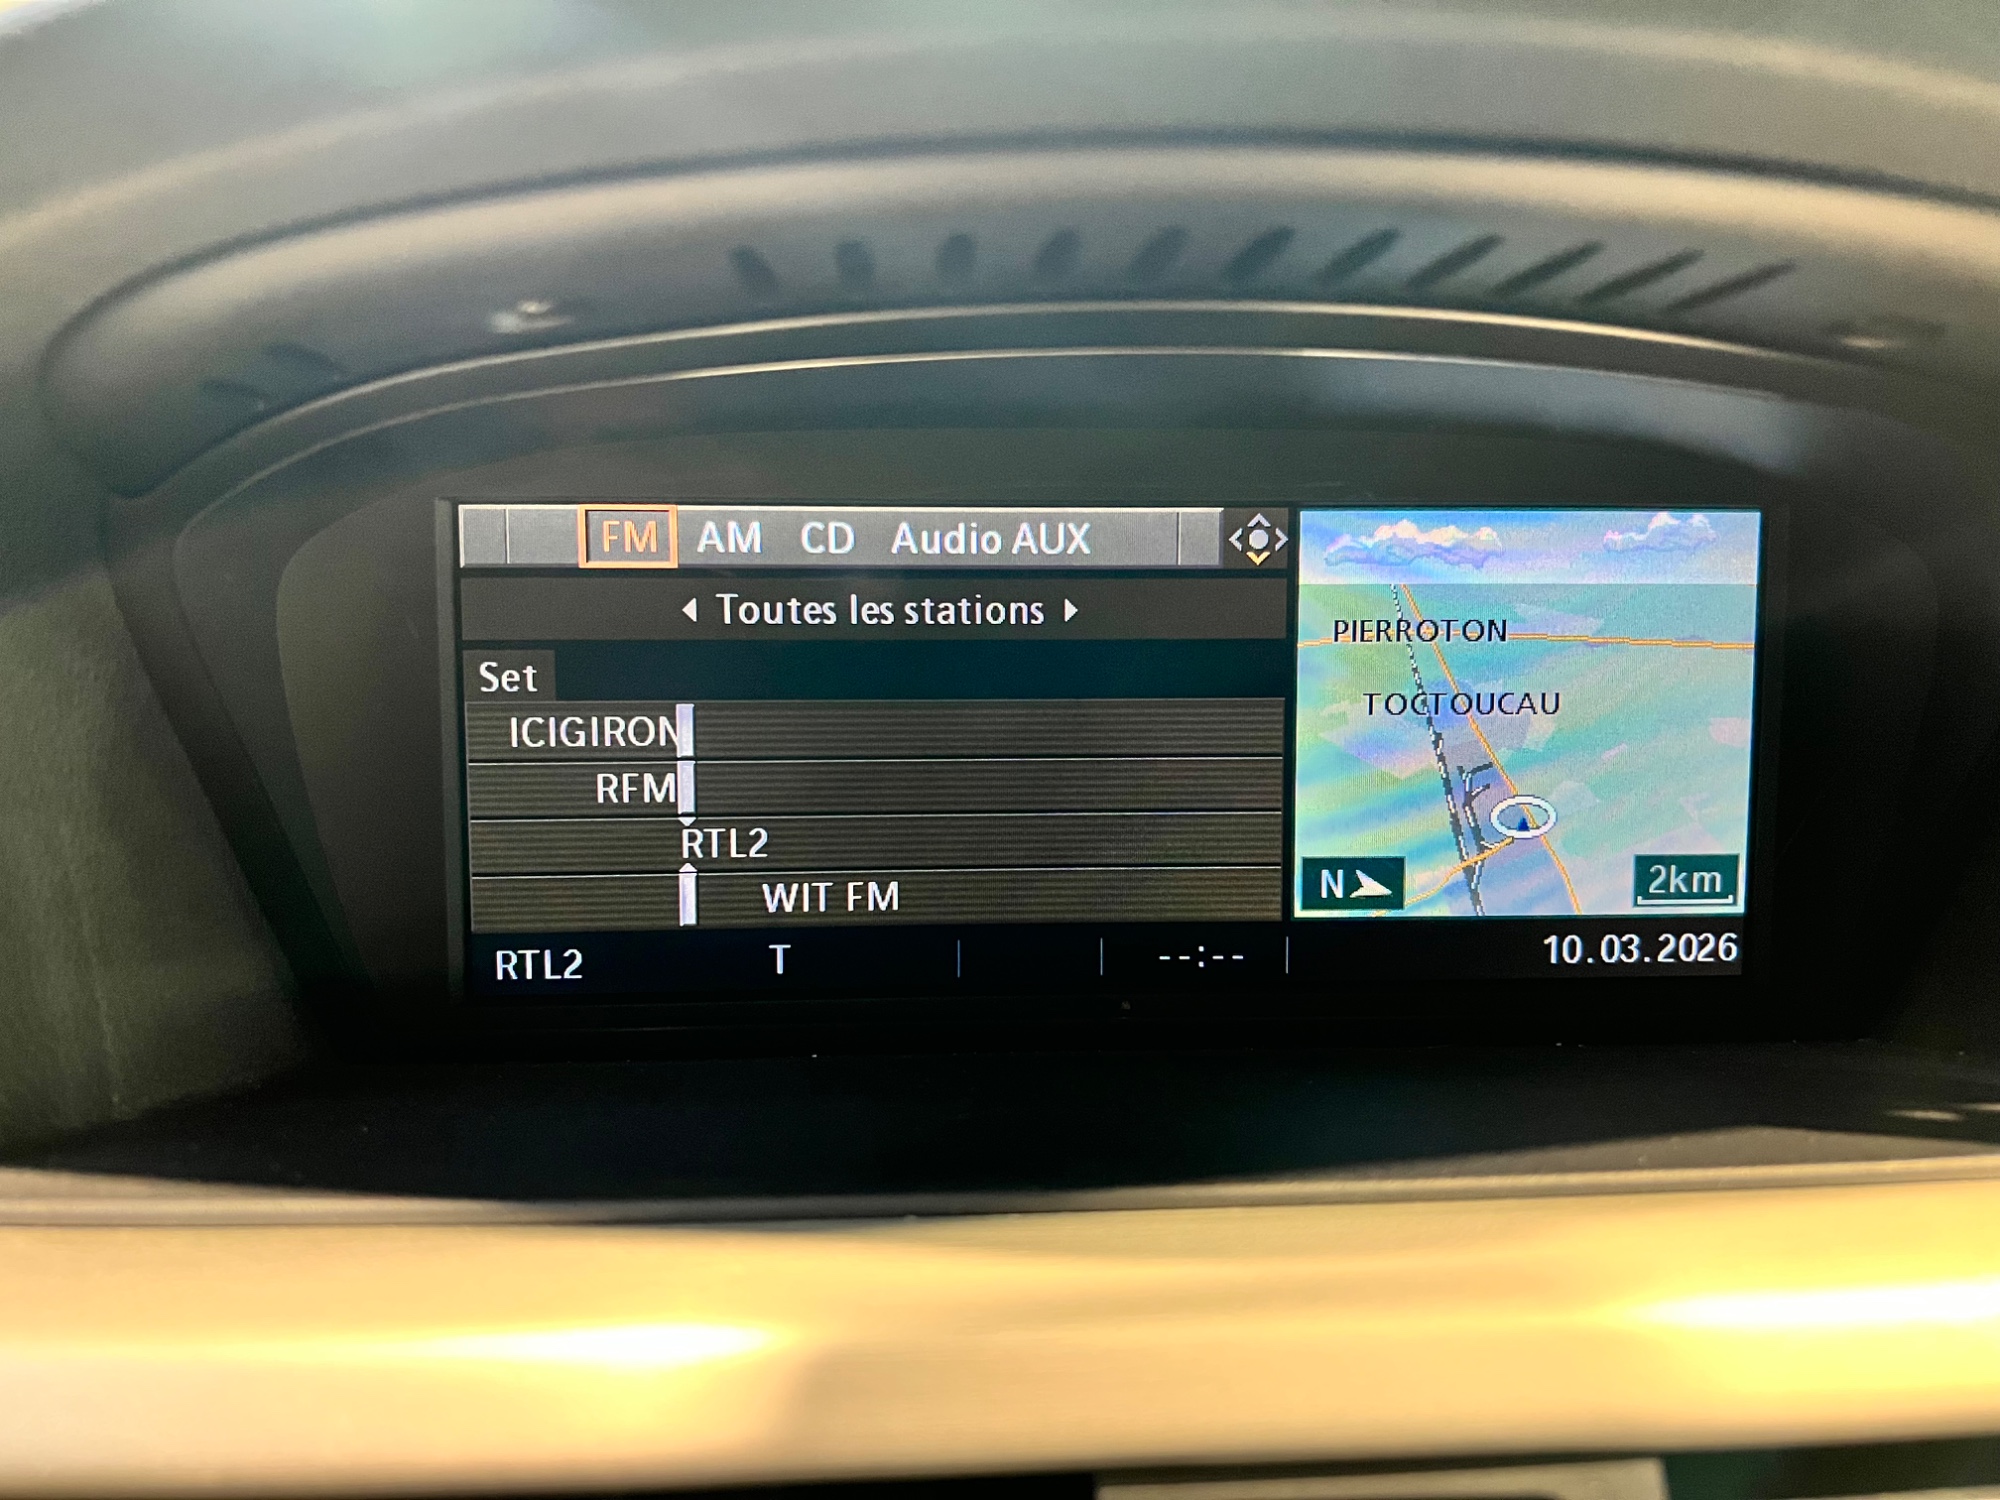 FM AM CD Audio AUX
Toutes les stations
Set
ICIGIRON
RFM
RTL2
WIT FM
RTL2 T --:-- 10.03.2026
PIERROTON
TOCTOUCAU
N 2km